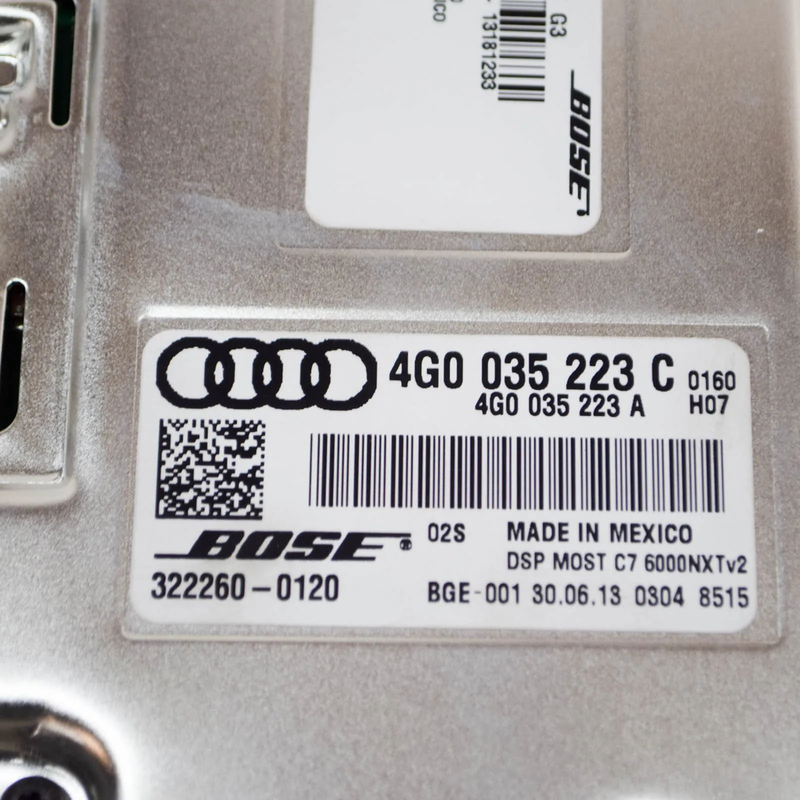 G3
13181233
BOSE
4G0 035 223 C
0160
4G0 035 223 A
H07
BOSE®
02S
MADE IN MEXICO
DSP MOST C7 6000NXTv2
322260-0120
BGE-001 30.06.13 0304 8515